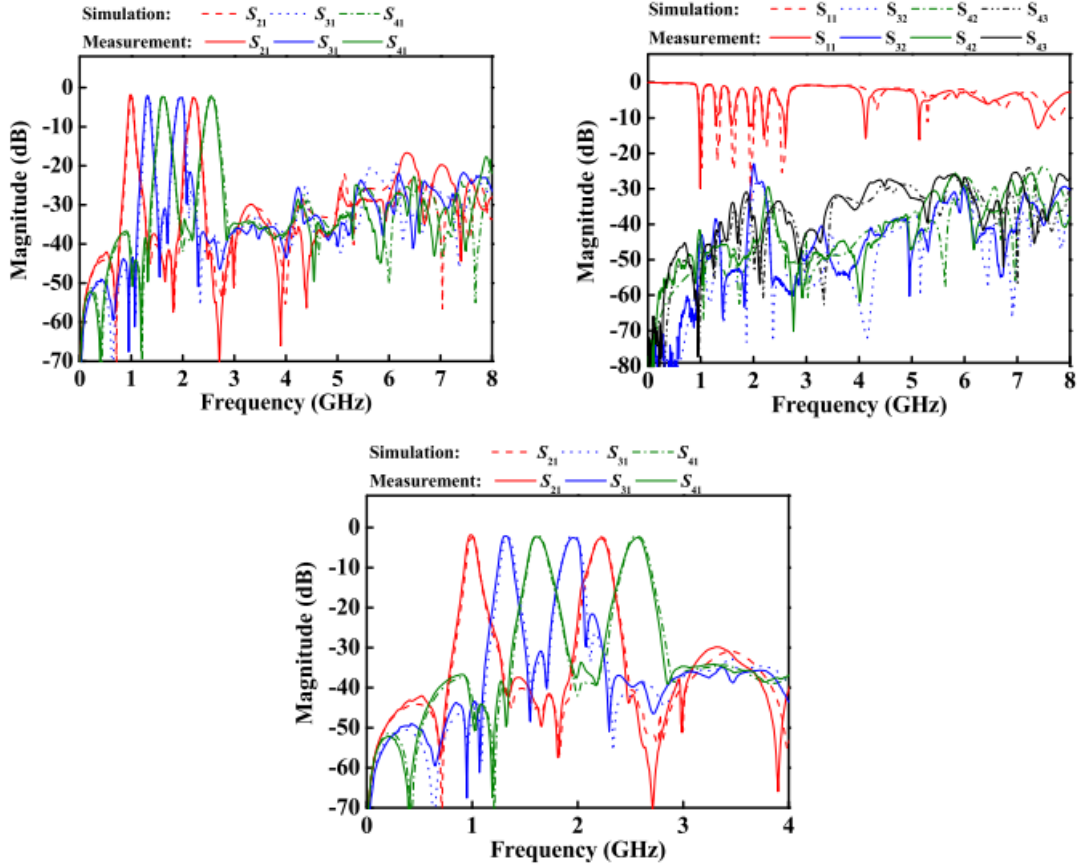 Simulation: S21 S31 S41
Measurement: S21 S31 S41
0
-10
-20
-30
-40
-50
-60
-70
Magnitude (dB)
0 1 2 3 4 5 6 7 8
Frequency (GHz)
Simulation: S11 S32 S42 S43
Measurement: S11 S32 S42 S43
0
-10
-20
-30
-40
-50
-60
-70
-80
Magnitude (dB)
0 1 2 3 4 5 6 7 8
Frequency (GHz)
Simulation: S21 S31 S41
Measurement: S21 S31 S41
0
-10
-20
-30
-40
-50
-60
-70
Magnitude (dB)
0 1 2 3 4
Frequency (GHz)